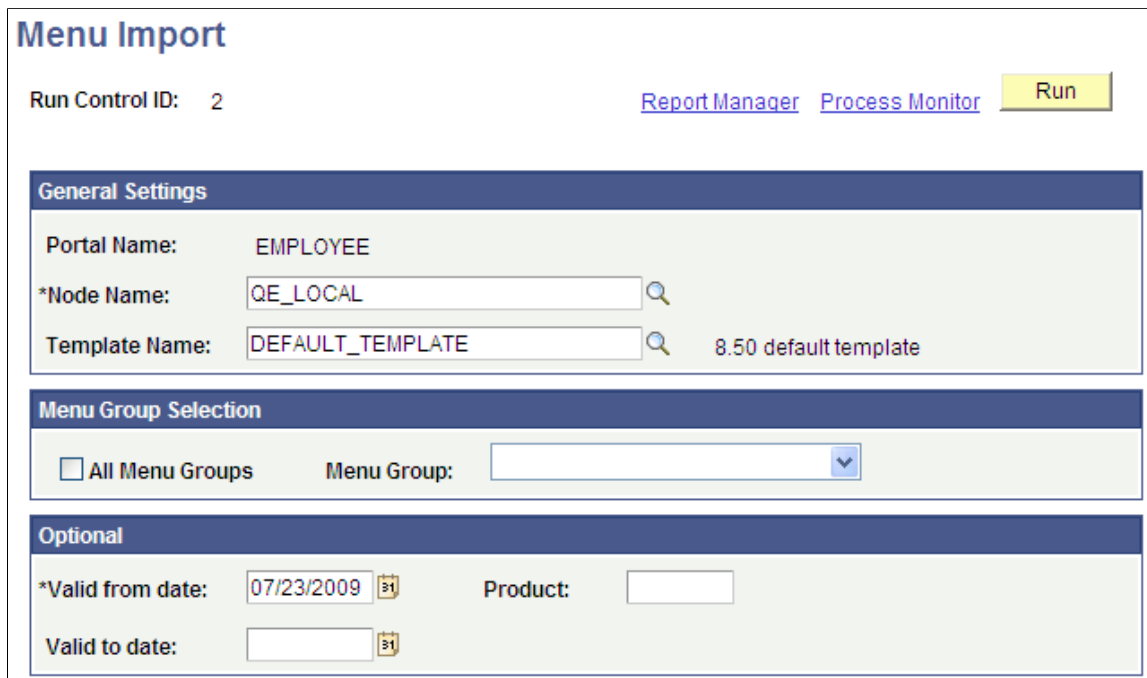 Menu Import
Run Control ID: 2 Report Manager Process Monitor Run
General Settings
Portal Name: EMPLOYEE
*Node Name: QE_LOCAL
Template Name: DEFAULT_TEMPLATE 8.50 default template
Menu Group Selection
All Menu Groups Menu Group:
Optional
*Valid from date: 07/23/2009 31 Product:
Valid to date: 31